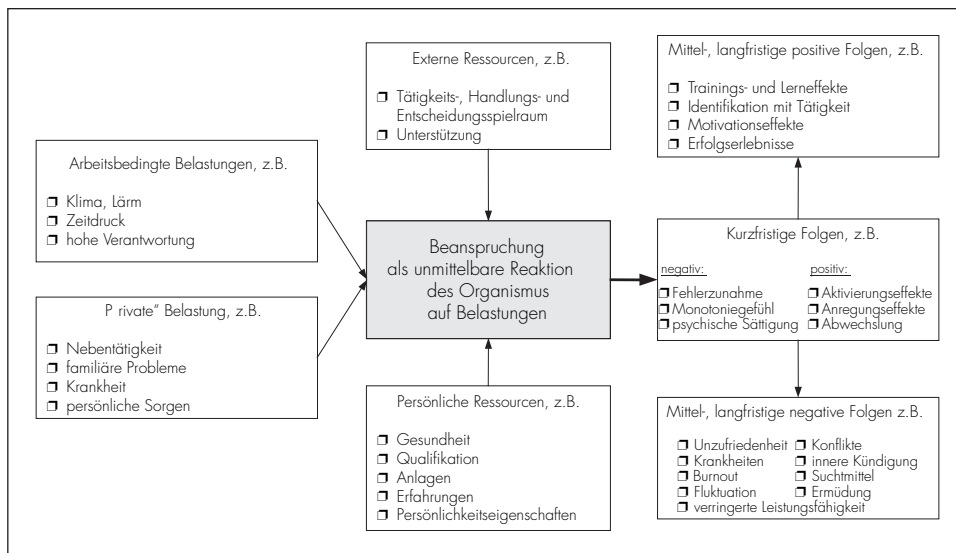 Externe Ressourcen, z.B.
❒ Tätigkeits-, Handlungs- und
Entscheidungsspielraum
❒ Unterstützung
Mittel-, langfristige positive Folgen, z.B.
❒ Trainings- und Lerneffekte
❒ Identifikation mit Tätigkeit
❒ Motivationseffekte
❒ Erfolgserlebnisse
Arbeitsbedingte Belastungen, z.B.
❒ Klima, Lärm
❒ Zeitdruck
❒ hohe Verantwortung
Beanspruchung
als unmittelbare Reaktion
des Organismus
auf Belastungen
Kurzfristige Folgen, z.B.
negativ:
❒ Fehlerzunahme
❒ Monotoniegefühl
❒ psychische Sättigung
positiv:
❒ Aktivierungseffekte
❒ Anregungseffekte
❒ Abwechslung
P rivate“ Belastung, z.B.
❒ Nebentätigkeit
❒ familiäre Probleme
❒ Krankheit
❒ persönliche Sorgen
Persönliche Ressourcen, z.B.
❒ Gesundheit
❒ Qualifikation
❒ Anlagen
❒ Erfahrungen
❒ Persönlichkeitseigenschaften
Mittel-, langfristige negative Folgen z.B.
❒ Unzufriedenheit ❒ Konflikte
❒ Krankheiten ❒ innere Kündigung
❒ Burnout ❒ Suchtmittel
❒ Fluktuation ❒ Ermüdung
❒ verringerte Leistungsfähigkeit